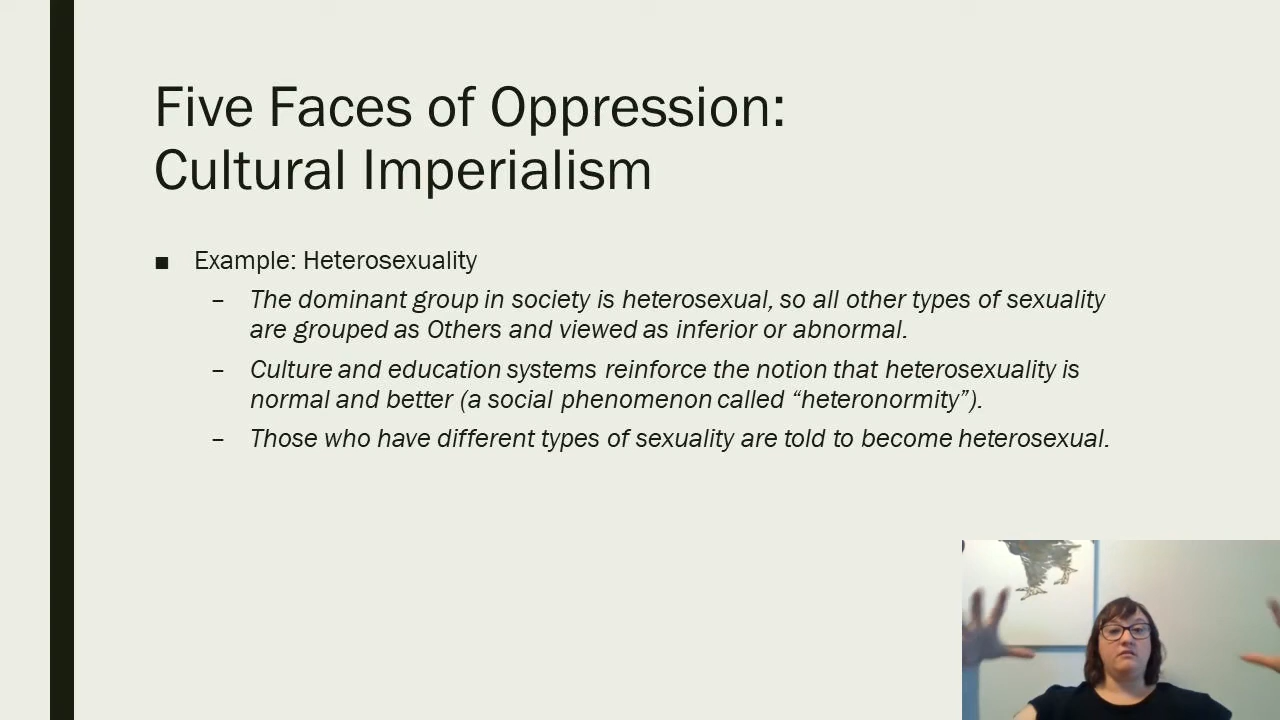 Five Faces of Oppression:
Cultural Imperialism
■ Example: Heterosexuality
– The dominant group in society is heterosexual, so all other types of sexuality
are grouped as Others and viewed as inferior or abnormal.
– Culture and education systems reinforce the notion that heterosexuality is
normal and better (a social phenomenon called “heteronormity”).
– Those who have different types of sexuality are told to become heterosexual.